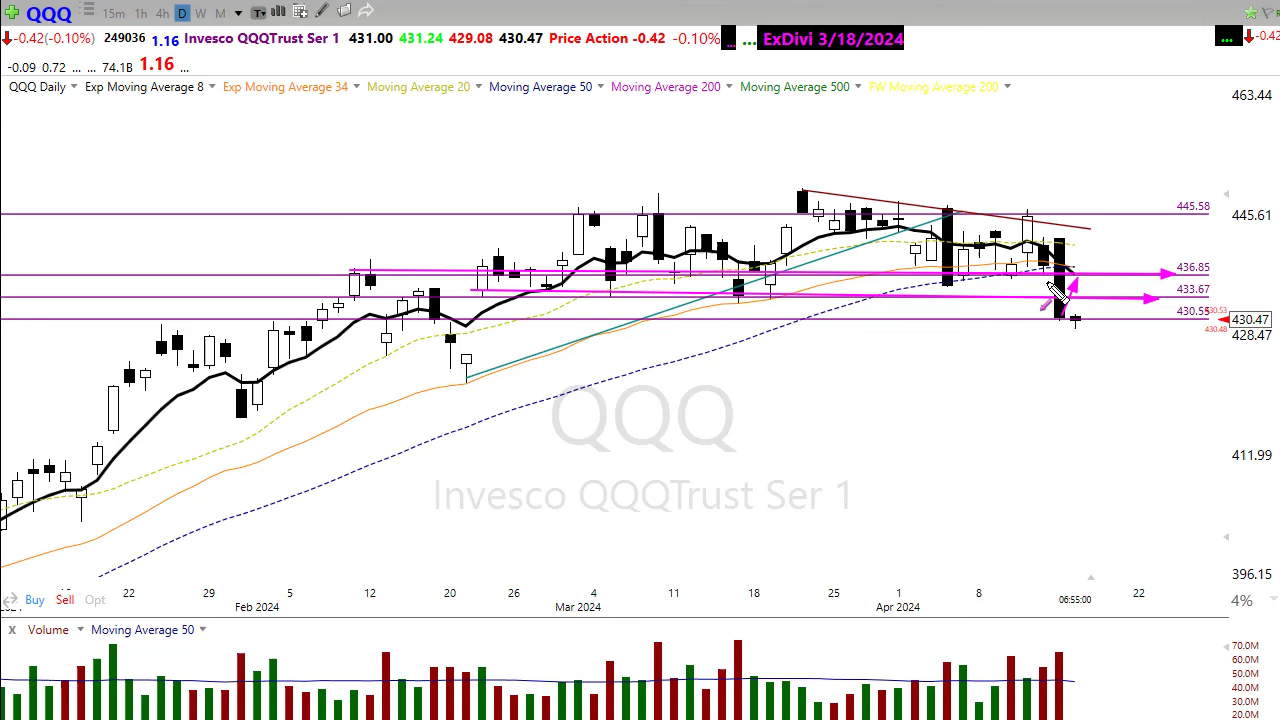 QQQ 15m 1h 4h D W M T
-0.42(-0.10%) 249036 1.16 Invesco QQQTrust Ser 1 431.00 431.24 429.08 430.47 Price Action -0.42 -0.10% ... ... ExDivi 3/18/2024 ... -0.42
-0.09 0.72 ... ... 74.1B 1.16 ...
QQQ Daily Exp Moving Average 8 Exp Moving Average 34 Moving Average 20 Moving Average 50 Moving Average 200 Moving Average 500 FW Moving Average 200
463.44
445.58
445.61
436.85
433.67
430.55
430.53
430.47
430.48
428.47
QQQ
411.99
Invesco QQQTrust Ser 1
396.15
22 29 5 12 20 26 4 11 18 25 1 8 22
Feb 2024 Mar 2024 Apr 2024 06:55:00
Buy Sell Opt 4%
X Volume Moving Average 50
70.0M
60.0M
50.0M
40.0M
30.0M
20.0M